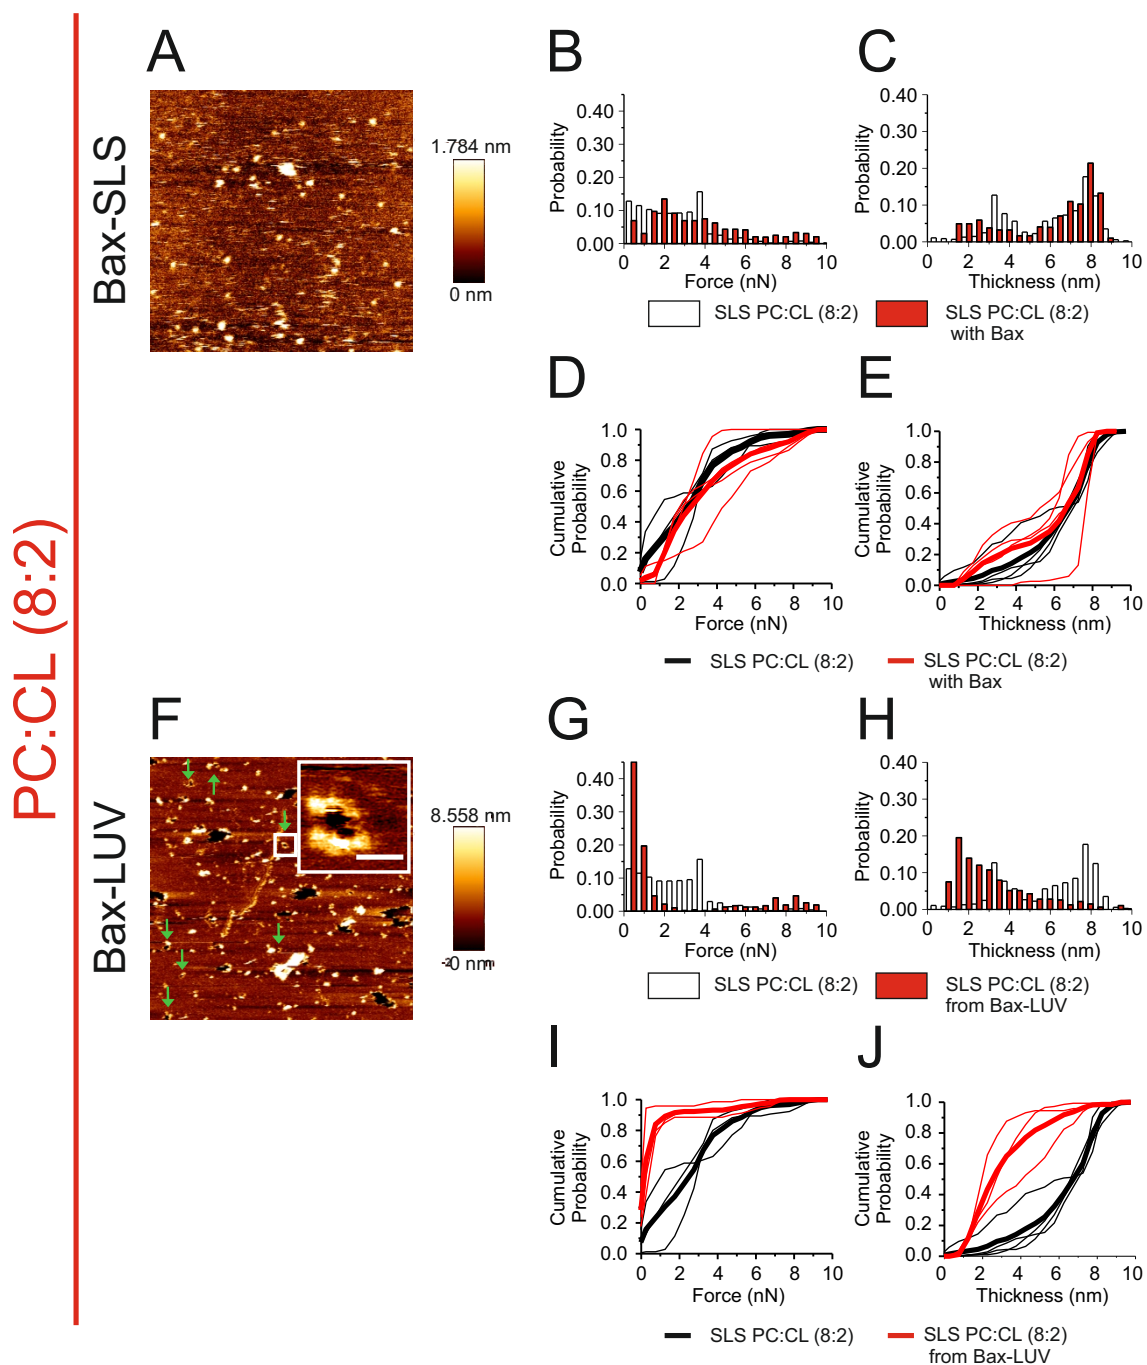 PC:CL (8:2)
Bax-SLS
A
1.784 nm
0 nm
B
Probability
0.40
0.30
0.20
0.10
0.00
0 2 4 6 8 10
Force (nN)
C
Probability
0.40
0.30
0.20
0.10
0.00
0 2 4 6 8 10
Thickness (nm)
SLS PC:CL (8:2)
SLS PC:CL (8:2)
with Bax
D
Cumulative
Probability
1.0
0.8
0.6
0.4
0.2
0.0
0 2 4 6 8 10
Force (nN)
E
Cumulative
Probability
1.0
0.8
0.6
0.4
0.2
0.0
0 2 4 6 8 10
Thickness (nm)
SLS PC:CL (8:2)
SLS PC:CL (8:2)
with Bax
Bax-LUV
F
8.558 nm
0 nm
G
Probability
0.40
0.30
0.20
0.10
0.00
0 2 4 6 8 10
Force (nN)
H
Probability
0.40
0.30
0.20
0.10
0.00
0 2 4 6 8 10
Thickness (nm)
SLS PC:CL (8:2)
SLS PC:CL (8:2)
from Bax-LUV
I
Cumulative
Probability
1.0
0.8
0.6
0.4
0.2
0.0
0 2 4 6 8 10
Force (nN)
J
Cumulative
Probability
1.0
0.8
0.6
0.4
0.2
0.0
0 2 4 6 8 10
Thickness (nm)
SLS PC:CL (8:2)
SLS PC:CL (8:2)
from Bax-LUV